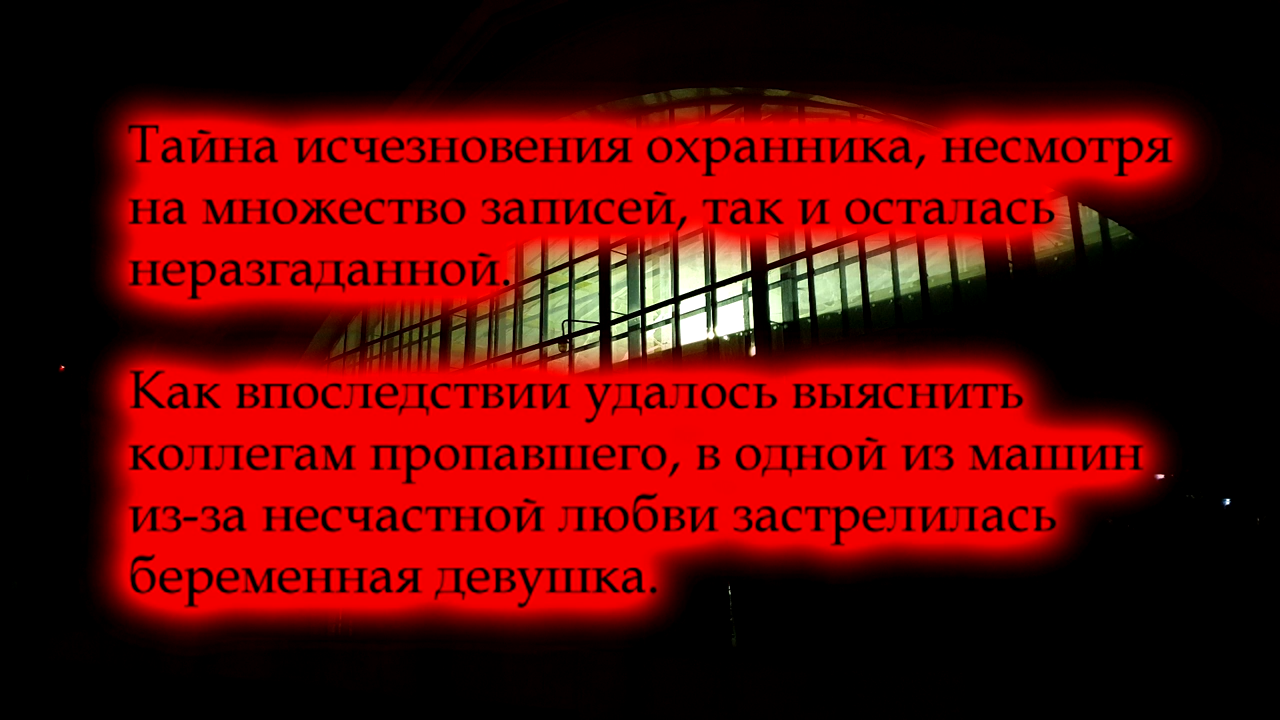 Тайна исчезновения охранника, несмотря
на множество записей, так и осталась
неразгаданной.
Как впоследствии удалось выяснить
коллегам пропавшего, в одной из машин
из-за несчастной любви застрелилась
беременная девушка.